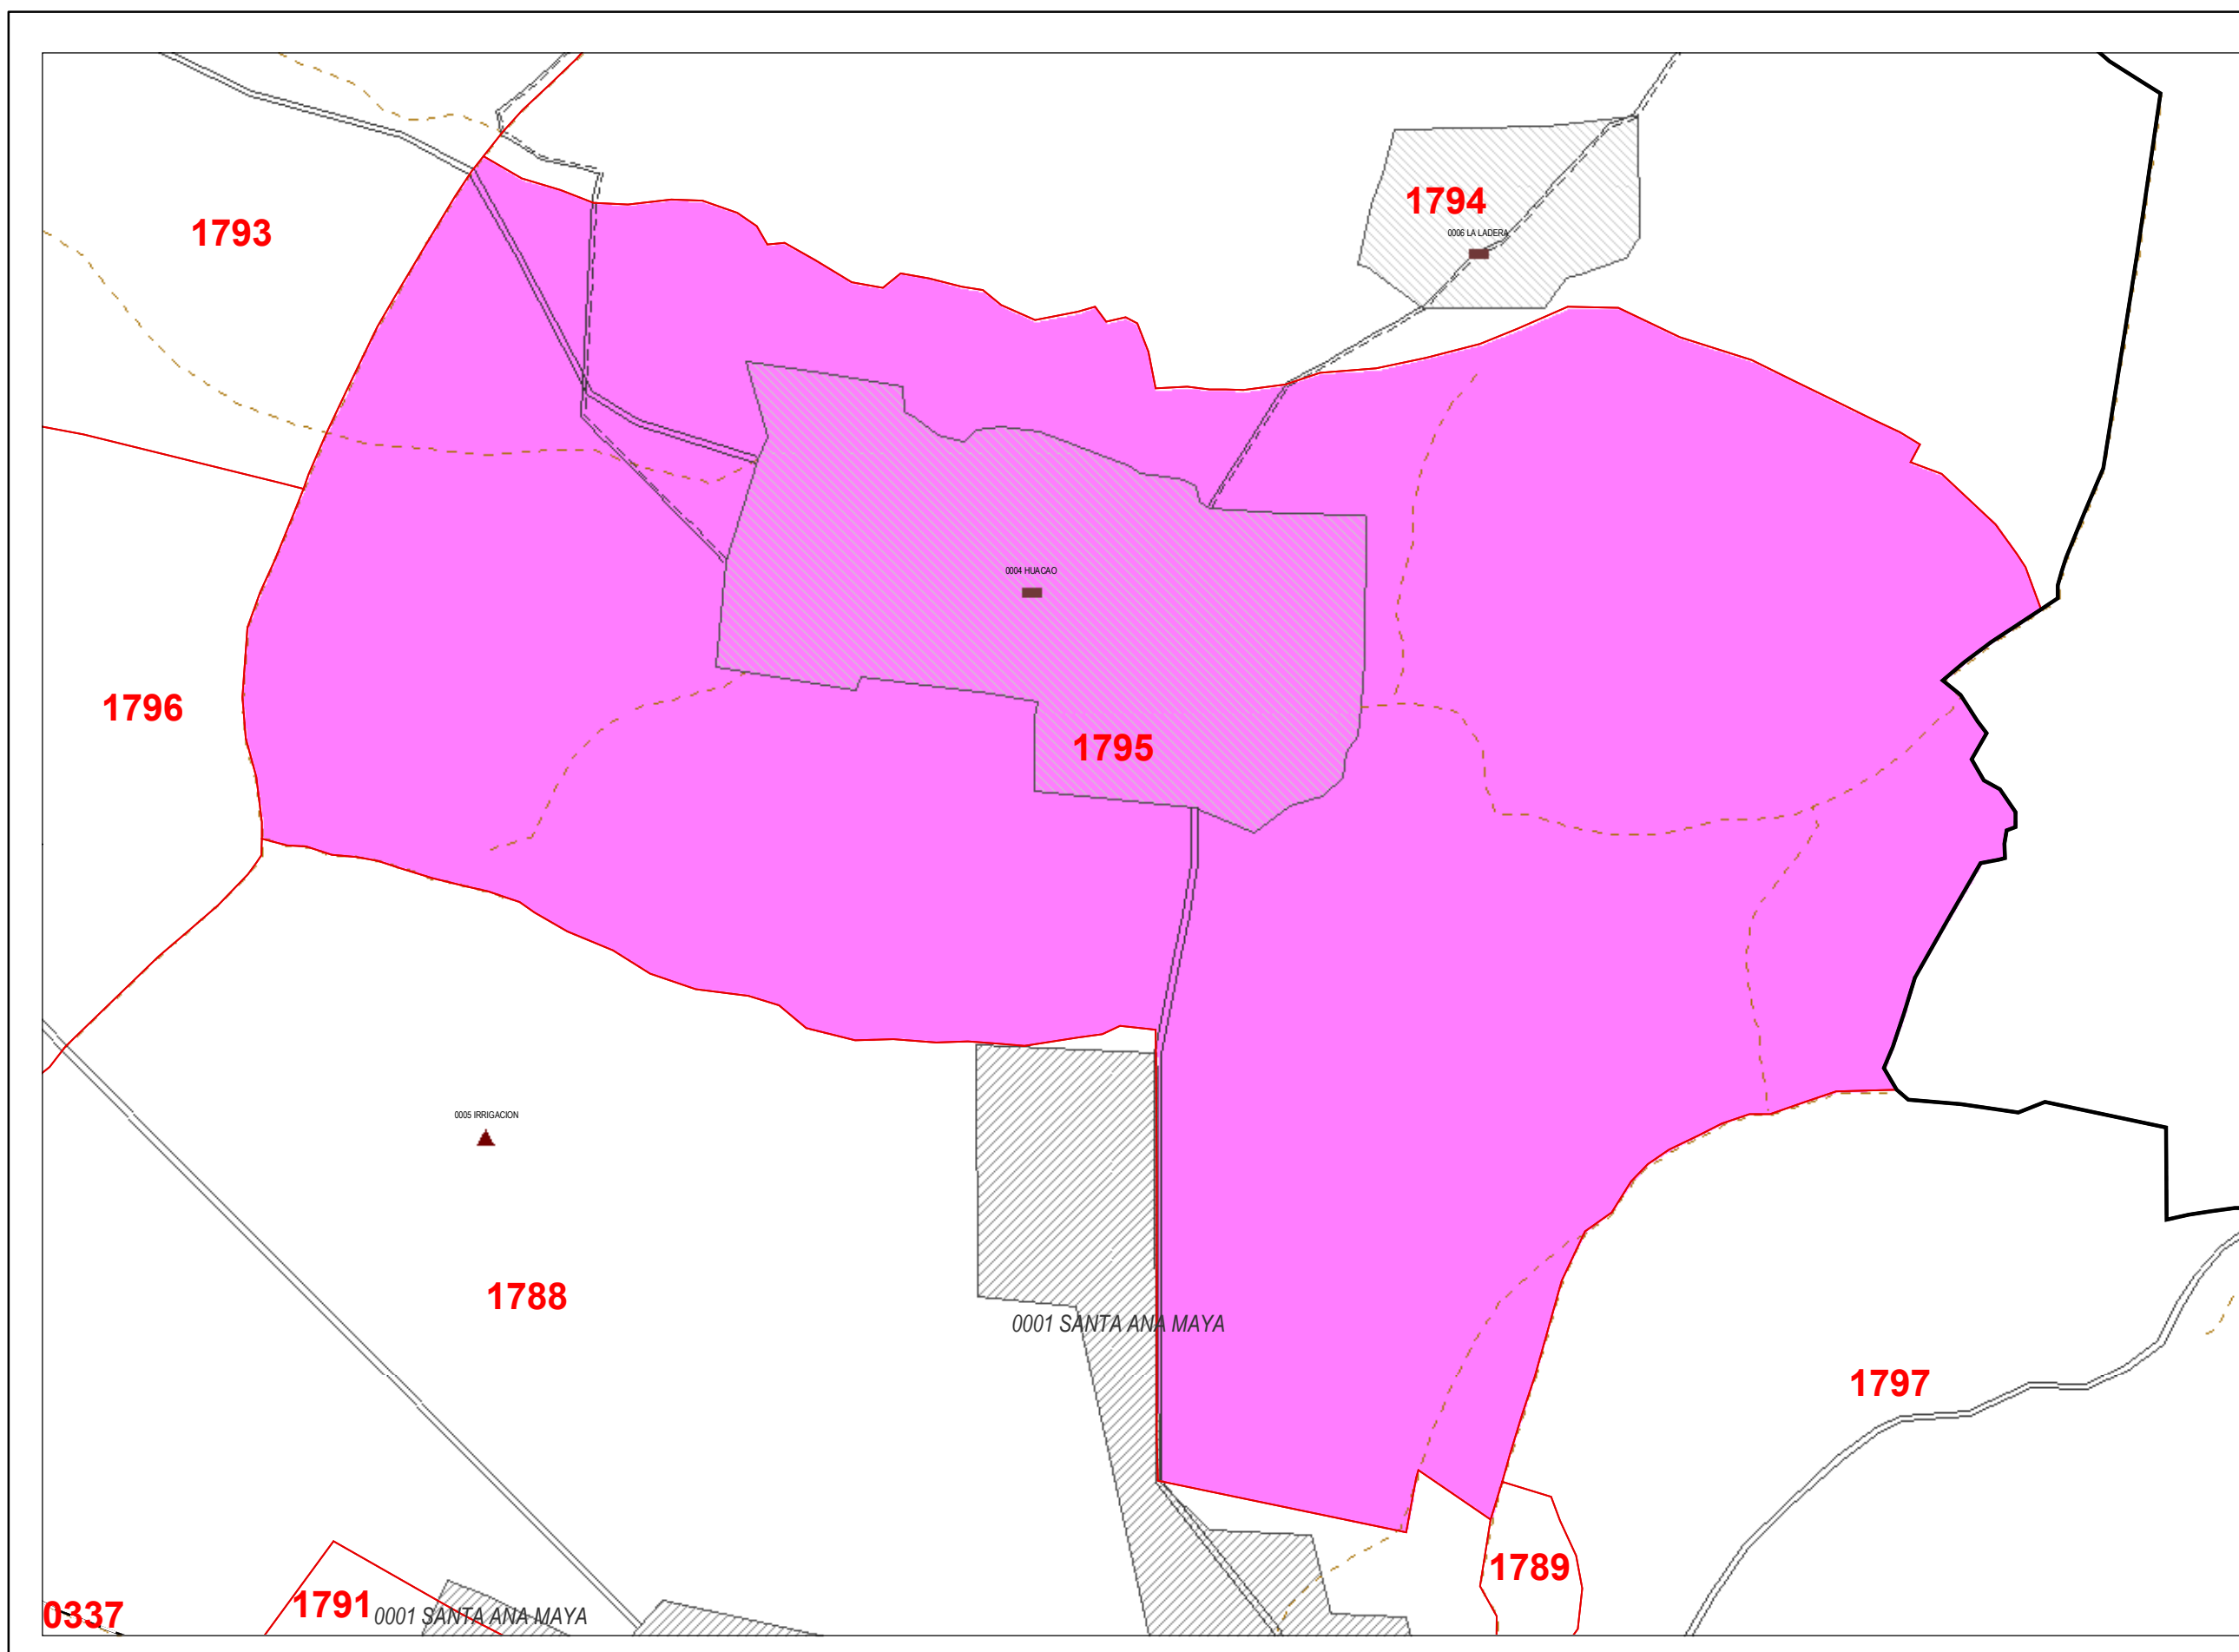 1794
1793
0006 LA LADERA
0004 HUACAO
1796
1795
0005 IRRIGACION
1788
0001 SANTA ANA MAYA
1797
1789
1791
0337
0001 SANTA ANA MAYA